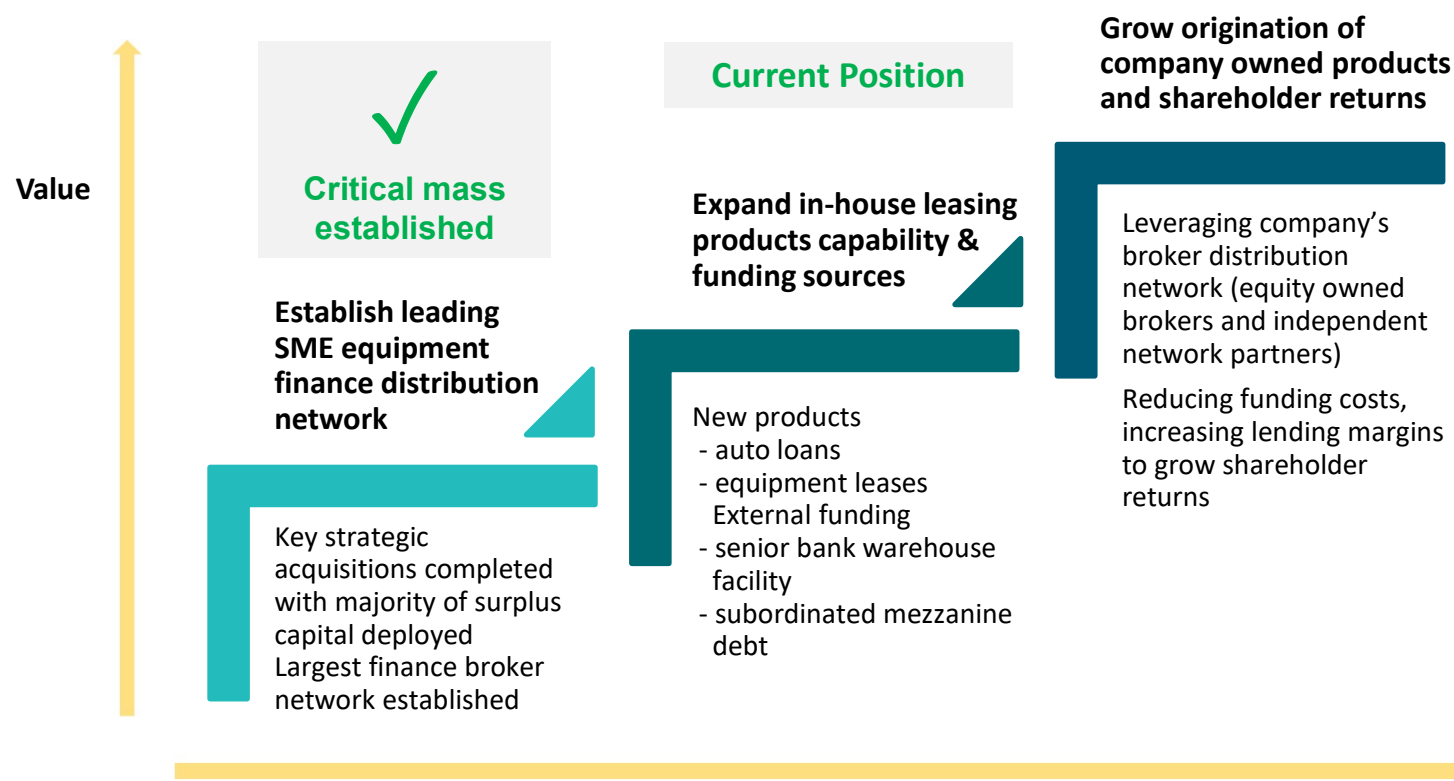 Value
✓
Critical mass
established
Establish leading
SME equipment
finance distribution
network
Key strategic
acquisitions completed
with majority of surplus
capital deployed
Largest finance broker
network established
Current Position
Expand in-house leasing
products capability &
funding sources
New products
- auto loans
- equipment leases
External funding
- senior bank warehouse
facility
- subordinated mezzanine
debt
Grow origination of
company owned products
and shareholder returns
Leveraging company’s
broker distribution
network (equity owned
brokers and independent
network partners)
Reducing funding costs,
increasing lending margins
to grow shareholder
returns